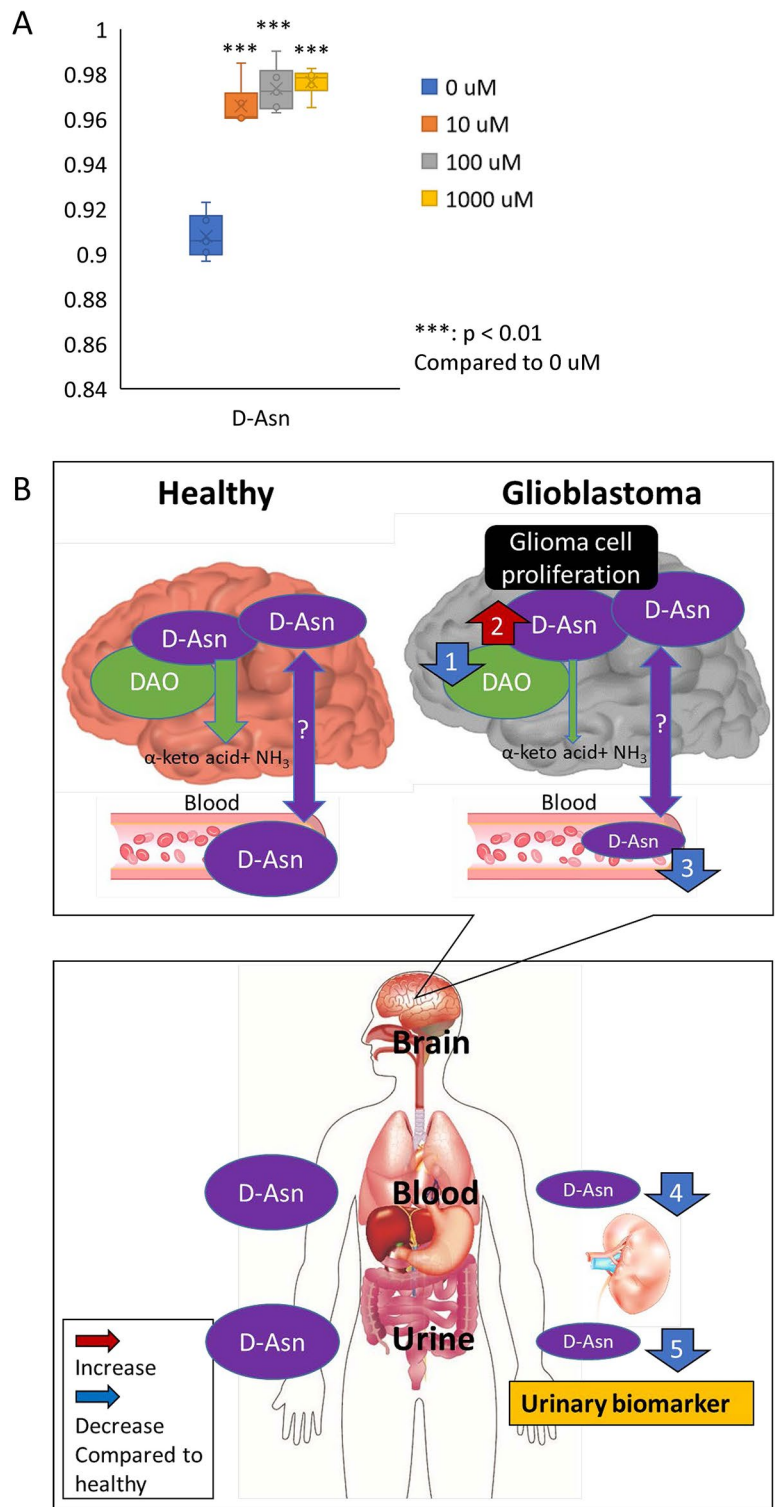 A
1
0.98
0.96
0.94
0.92
0.9
0.88
0.86
0.84
*** *** ***
D-Asn
0 uM
10 uM
100 uM
1000 uM
***: p < 0.01
Compared to 0 uM
B
Healthy
D-Asn
D-Asn
DAO
?
α-keto acid+ NH₃
Blood
D-Asn
Glioblastoma
Glioma cell
proliferation
2
D-Asn
D-Asn
1
DAO
?
α-keto acid+ NH₃
Blood
D-Asn
3
Brain
D-Asn
Blood
D-Asn
4
D-Asn
Urine
D-Asn
5
Urinary biomarker
Increase
Decrease
Compared to
healthy